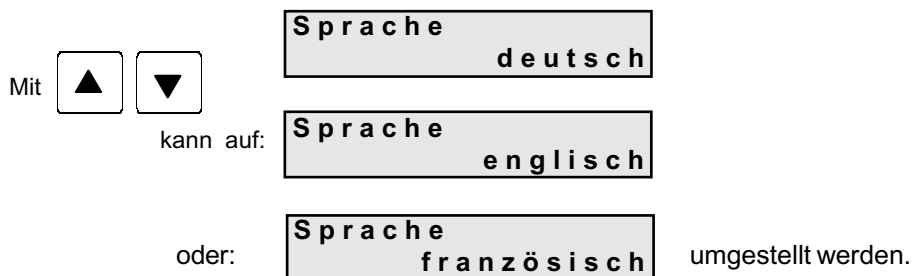 Sprache
deutsch
Mit ▲ ▼
kann auf:
Sprache
englisch
oder:
Sprache
französisch
umgestellt werden.